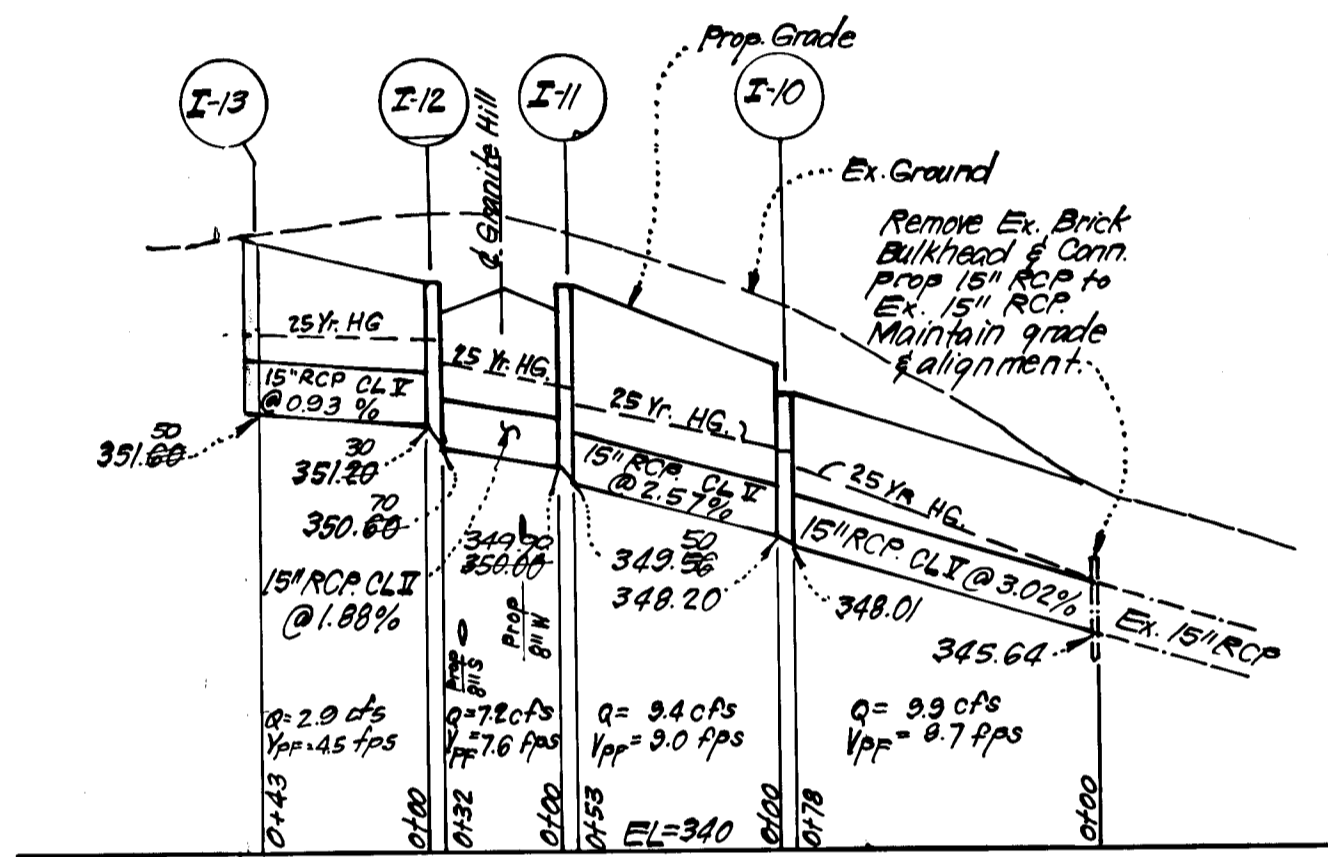 Prop. Grade
I-13
I-12
I-11
I-10
℄ Granite Hill
Ex. Ground
Remove Ex. Brick
Bulkhead & Conn.
prop 15" RCP to
Ex. 15" RCP.
Maintain grade
& alignment.
25 Yr. HG
25 Yr. HG.
25 Yr. HG.
25 YR HG.
15" RCP CL V
@ 0.93 %
15" RCP. CL V
@ 2.57%
15" RCP. CL V @ 3.02%
50
351.60
30
351.20
70
350.60
349.90
350.00
50
349.56
348.20
348.01
345.64
Ex. 15" RCP
15" RCP. CL V
@ 1.88%
Prop
8" S
Prop
8" W
Q= 2.9 cfs
VPF= 4.5 fps
Q= 7.2 cfs
VPF= 7.6 fps
Q= 9.4 cfs
VPF= 9.0 fps
Q= 9.9 cfs
VPF= 9.7 fps
0+43
0+00
0+32
0+00
0+53
EL=340
0+00
0+78
0+00